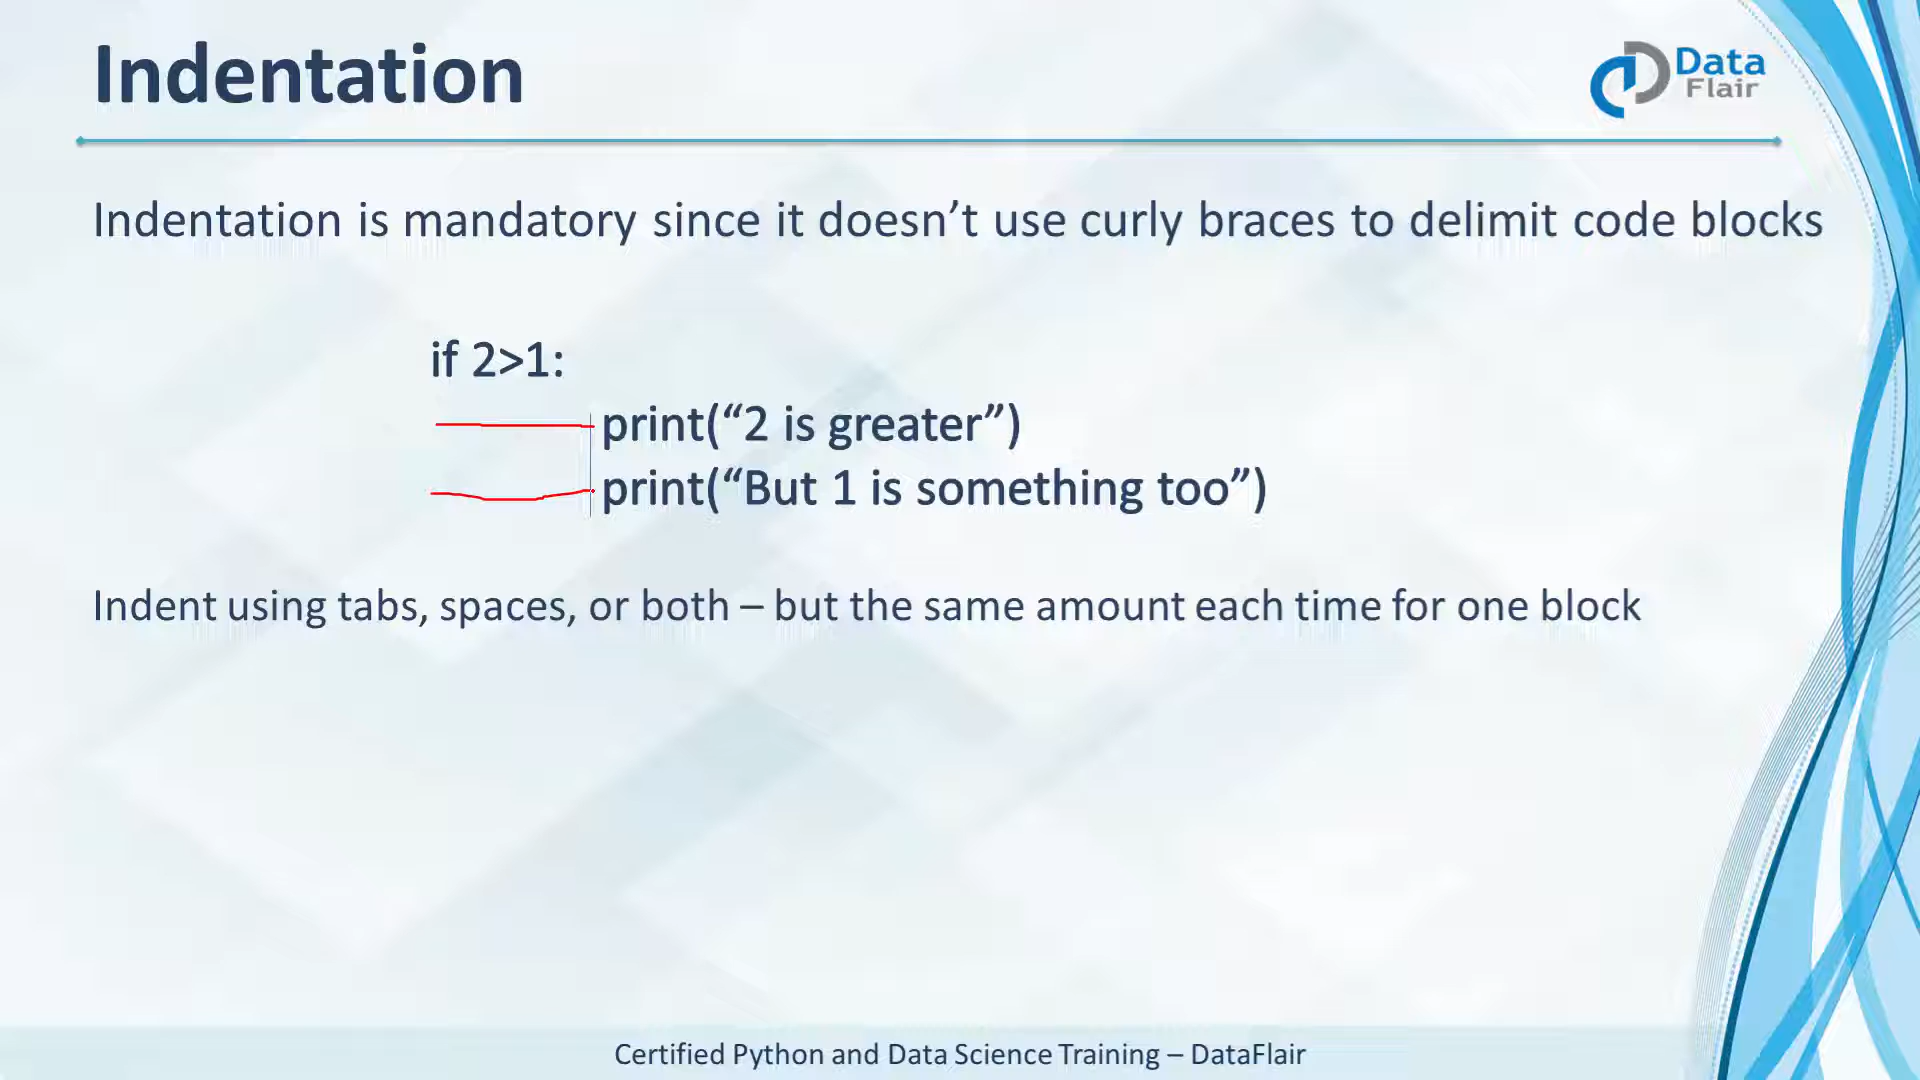 Indentation
Data
Flair
Indentation is mandatory since it doesn’t use curly braces to delimit code blocks
if 2>1:
print(“2 is greater”)
print(“But 1 is something too”)
Indent using tabs, spaces, or both – but the same amount each time for one block
Certified Python and Data Science Training – DataFlair